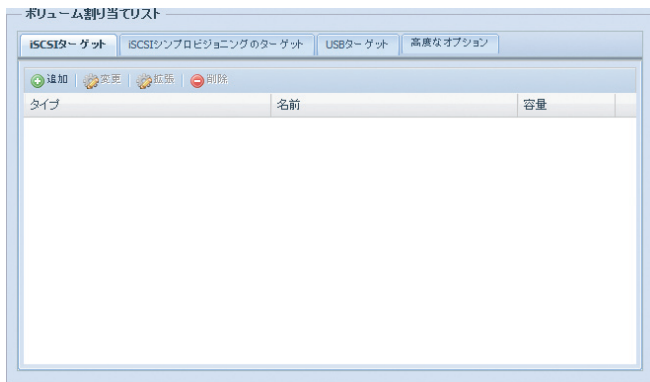 ボリューム割り当てリスト
iSCSIターゲット iSCSIシンプロビジョニングのターゲット USBターゲット 高度なオプション
追加 変更 拡張 削除
タイプ 名前 容量